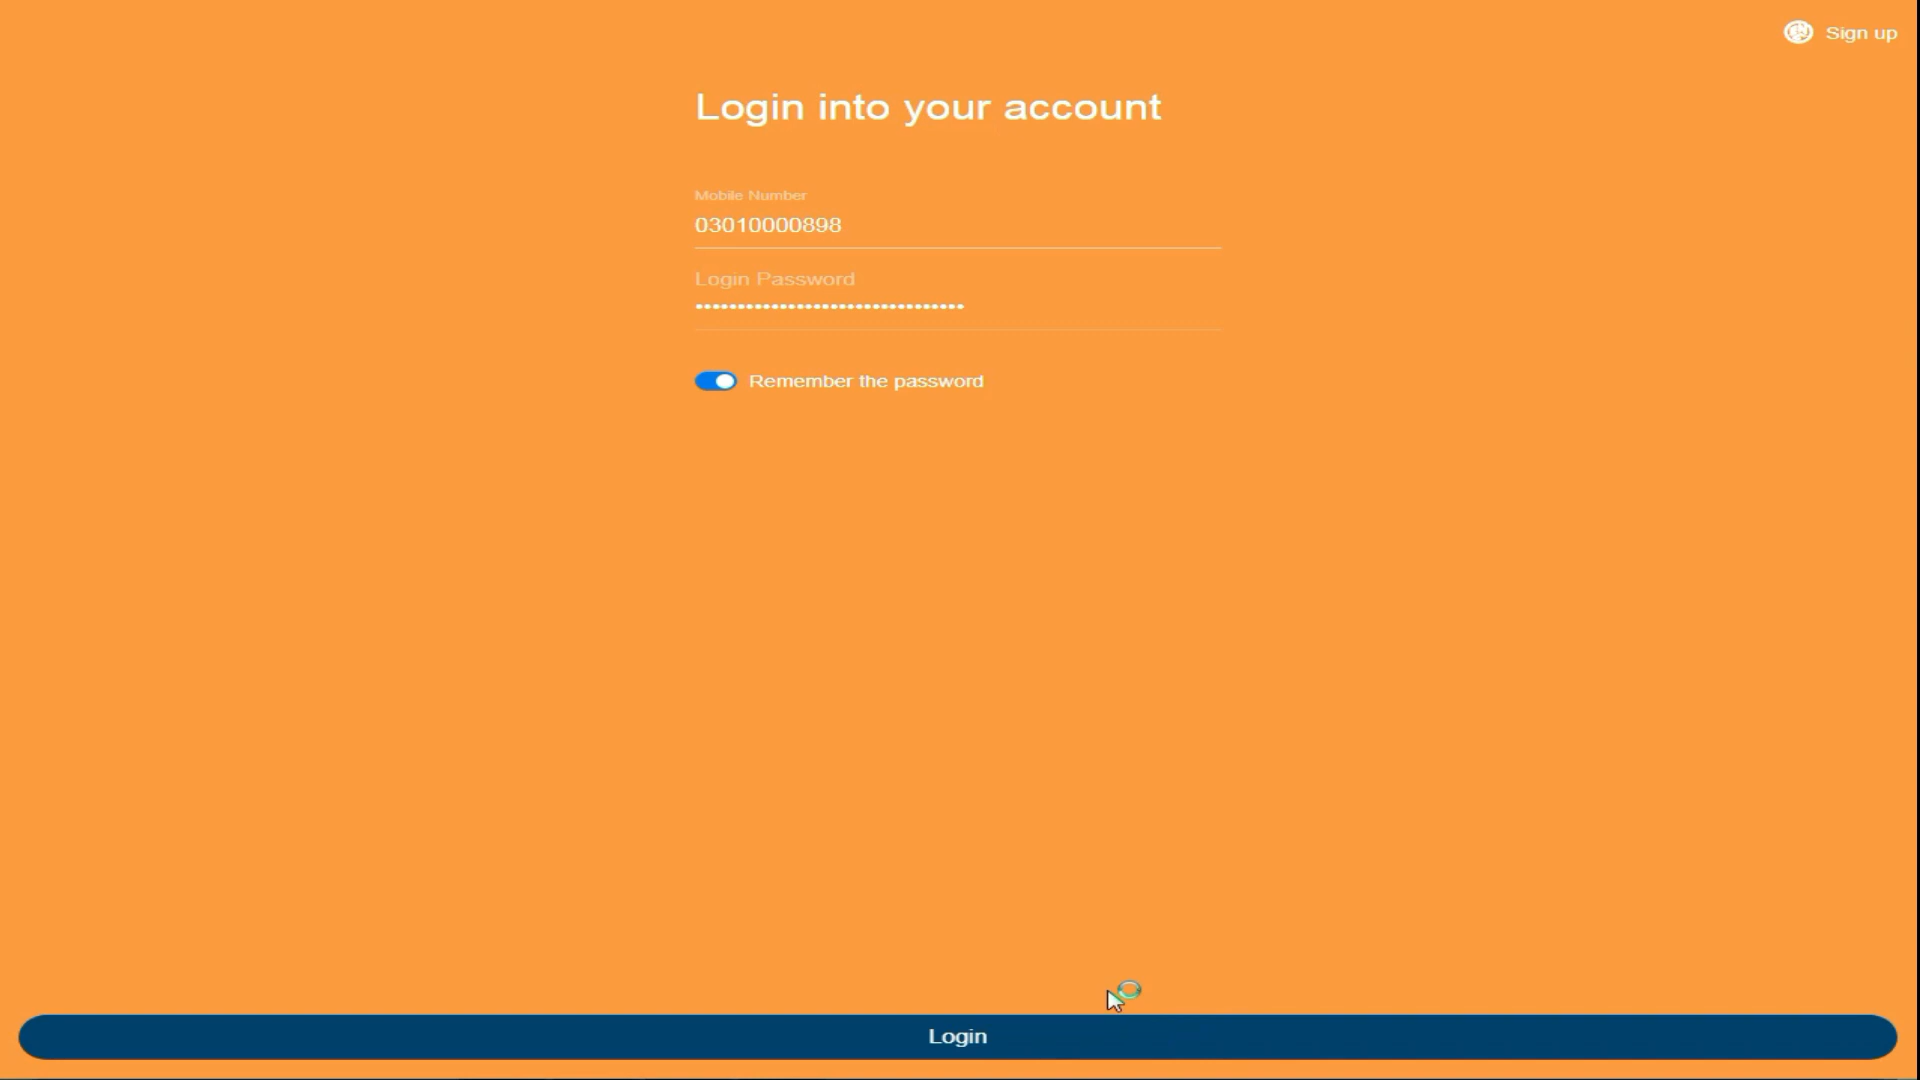 Sign up
Login into your account
Mobile Number
03010000898
Login Password
Remember the password
Login